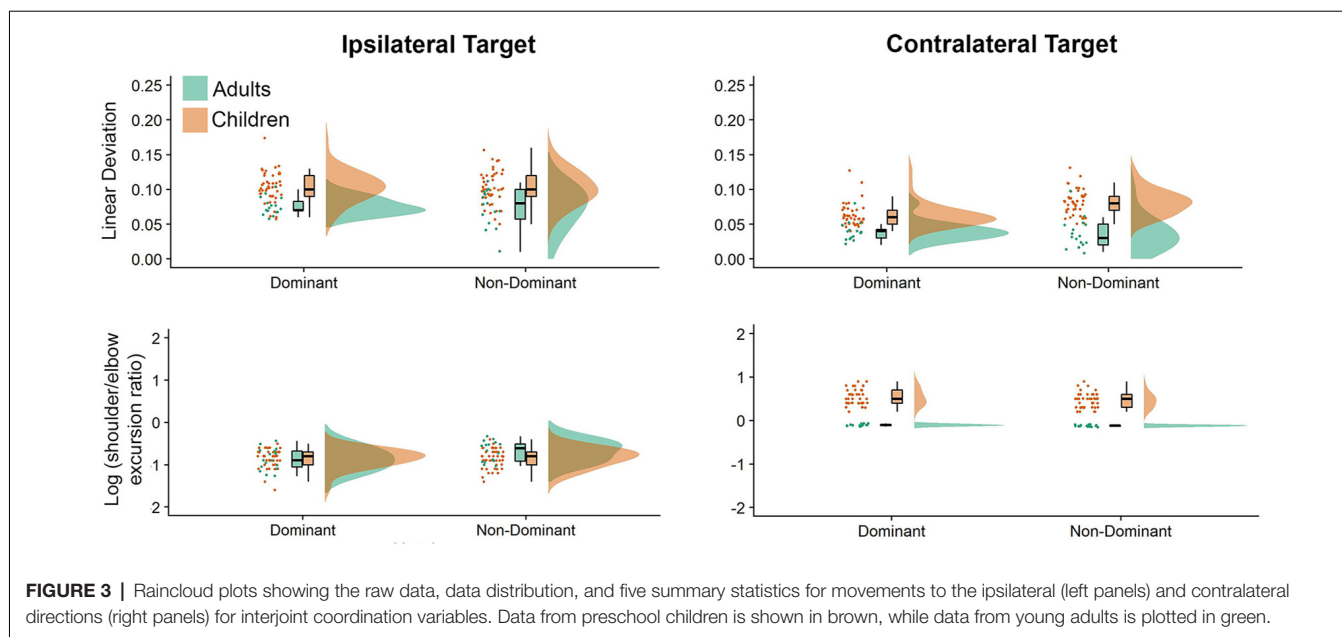 Ipsilateral Target
Contralateral Target
Adults
Children
Linear Deviation
0.25
0.20
0.15
0.10
0.05
0.00
Dominant
Non-Dominant
0.25
0.20
0.15
0.10
0.05
0.00
Dominant
Non-Dominant
Log (shoulder/elbow
excursion ratio)
2
1
0
1
2
Dominant
Non-Dominant
2
1
0
-1
-2
Dominant
Non-Dominant
FIGURE 3 | Raincloud plots showing the raw data, data distribution, and five summary statistics for movements to the ipsilateral (left panels) and contralateral
directions (right panels) for interjoint coordination variables. Data from preschool children is shown in brown, while data from young adults is plotted in green.